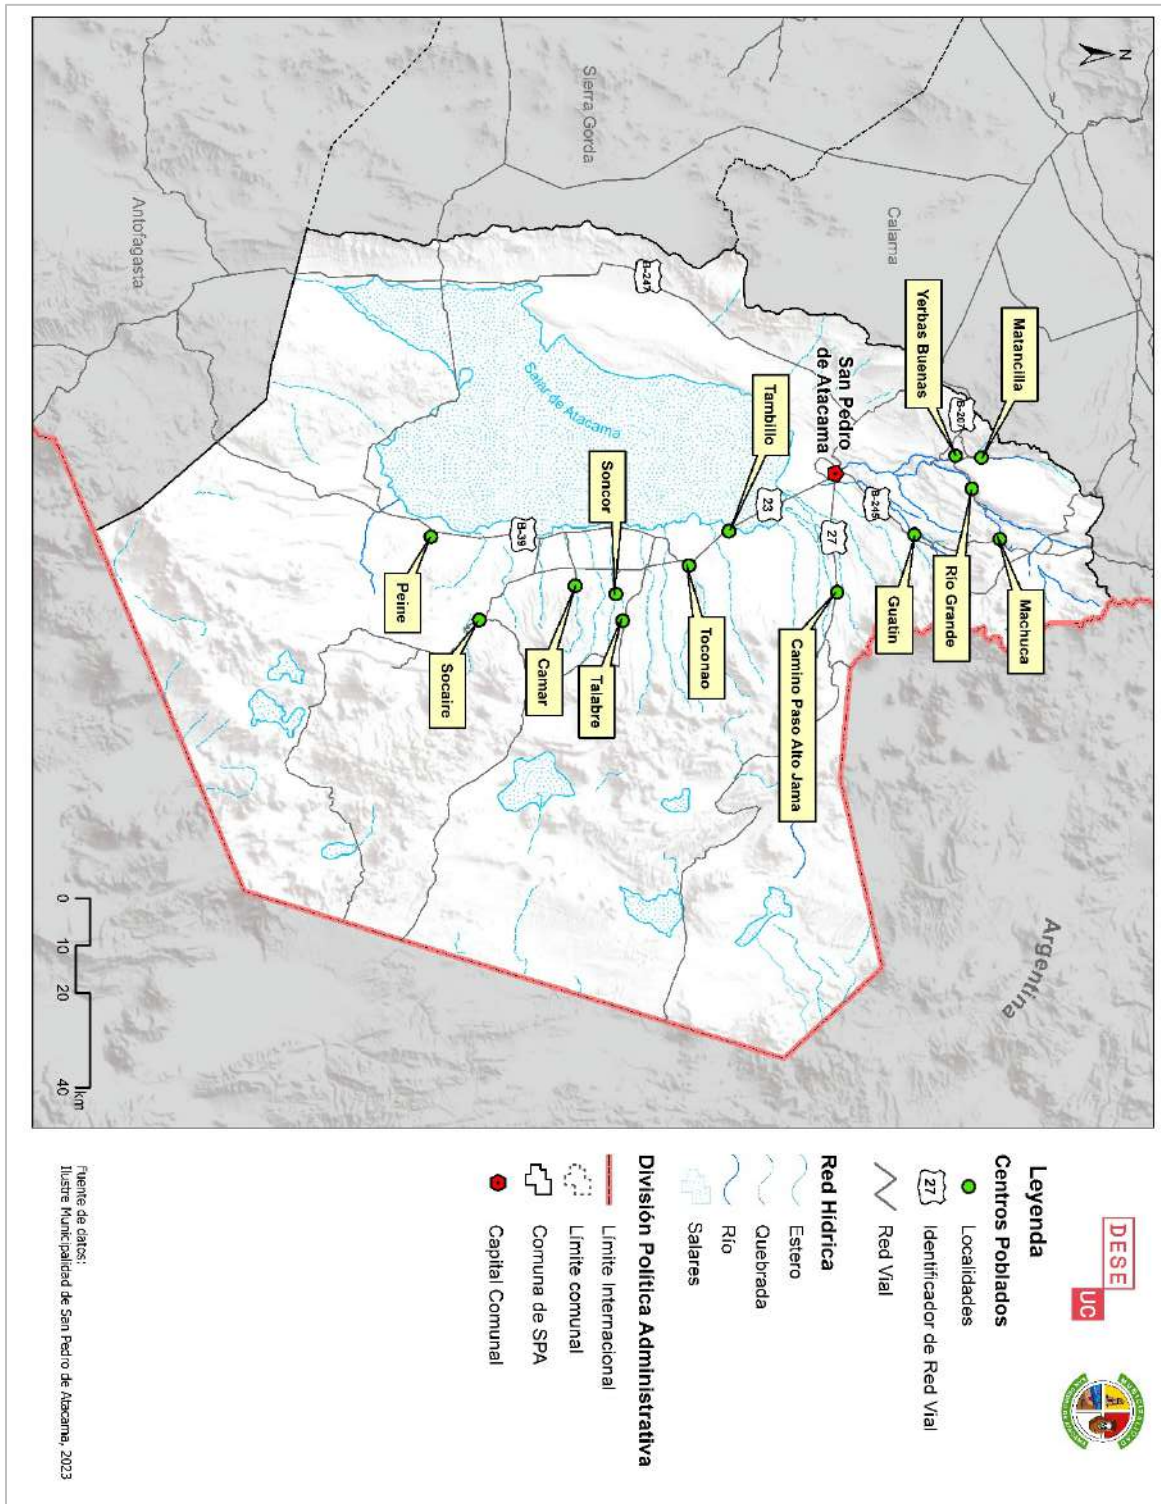 N
Sierra Gorda
Calama
Antofagasta
Argentina
Matancilla
Yerbas Buenas
B-207
Machuca
Río Grande
Guatin
B-245
San Pedro
de Atacama
27
Camino Paso Alto Jama
23
Tambillo
Toconao
B-247
Salar de Atacama
Soncor
Talabre
Camar
B-39
Socaire
Peine
0
10
20
40
km
DESE
UC
Leyenda
Centros Poblados
Localidades
27
Identificador de Red Vial
Red Vial
Red Hídrica
Estero
Quebrada
Río
Salares
División Política Administrativa
Límite Internacional
Límite comunal
Comuna de SPA
Capital Comunal
Fuente de datos:
Ilustre Municipalidad de San Pedro de Atacama, 2023